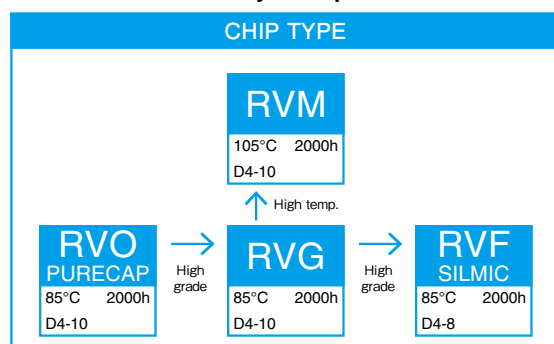 CHIP TYPE
RVM
105°C 2000h
D4-10
High temp.
RVO
PURECAP
85°C 2000h
D4-10
High
grade
RVG
85°C 2000h
D4-10
High
grade
RVF
SILMIC
85°C 2000h
D4-8